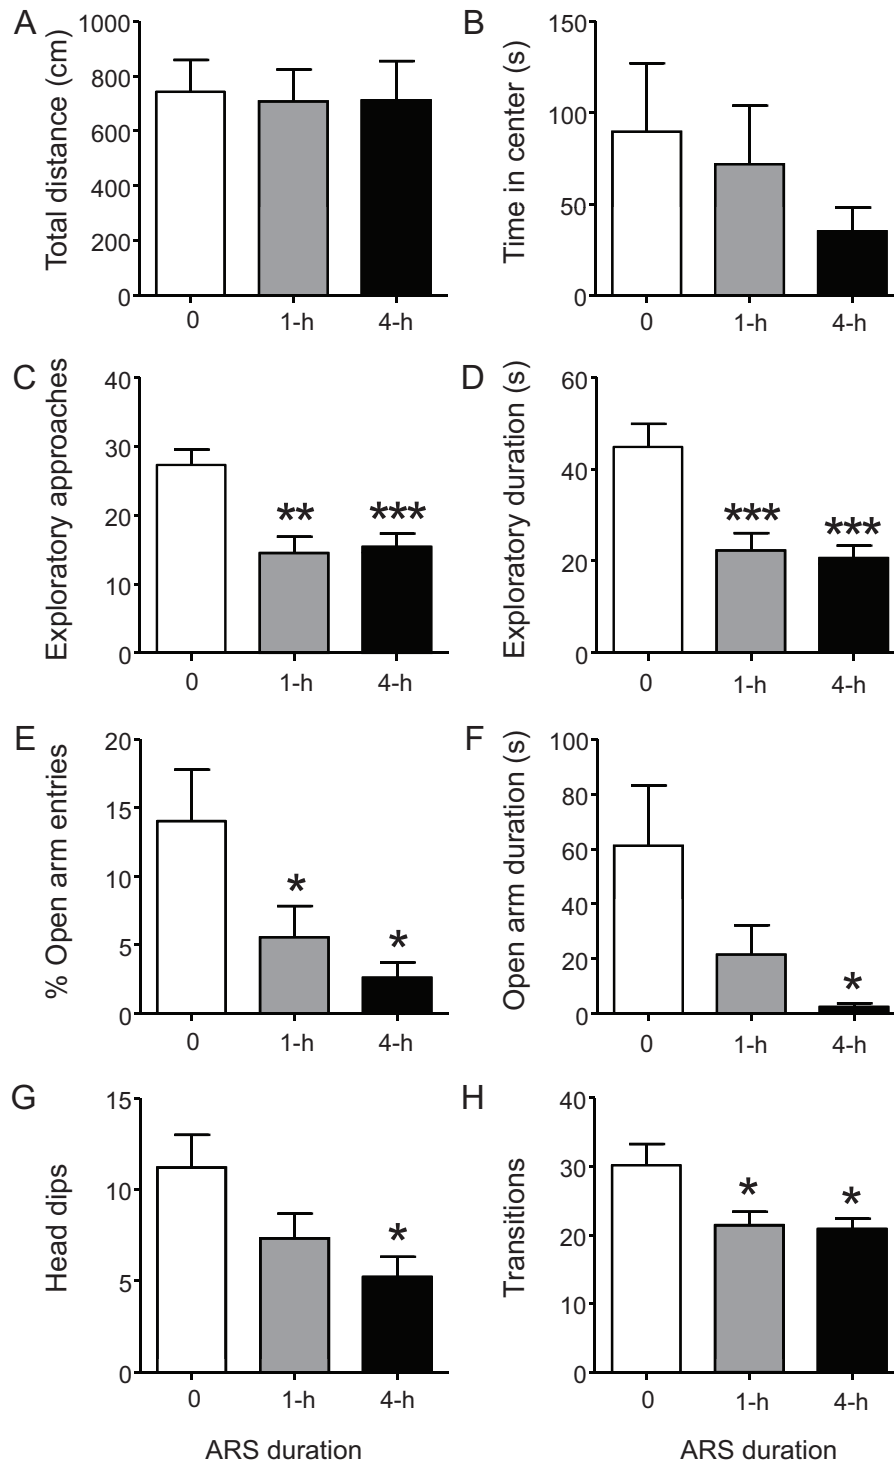 A
Total distance (cm)
1000
800
600
400
200
0
0 1-h 4-h
B
Time in center (s)
150
100
50
0
0 1-h 4-h
C
Exploratory approaches
40
30
20
10
0
** ***
0 1-h 4-h
D
Exploratory duration (s)
60
40
20
0
*** ***
0 1-h 4-h
E
% Open arm entries
20
15
10
5
0
* *
0 1-h 4-h
F
Open arm duration (s)
100
80
60
40
20
0
*
0 1-h 4-h
G
Head dips
15
10
5
0
*
0 1-h 4-h
ARS duration
H
Transitions
40
30
20
10
0
* *
0 1-h 4-h
ARS duration